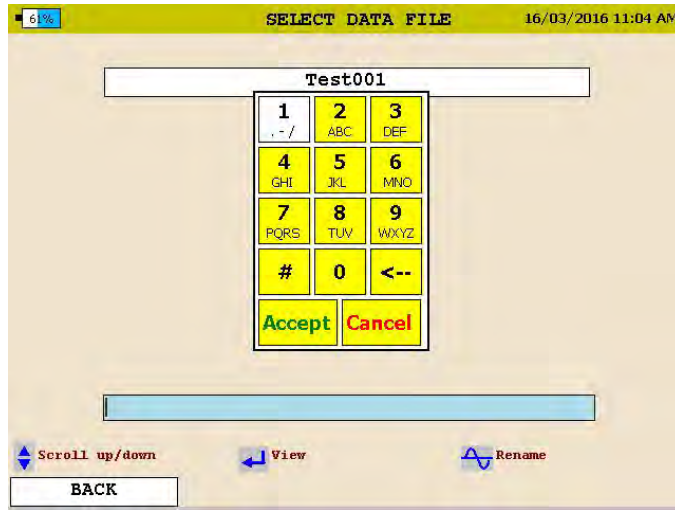 61% SELECT DATA FILE 16/03/2016 11:04 AM
Test001
1 2 3
.-/ ABC DEF
4 5 6
GHI JKL MNO
7 8 9
PQRS TUV WXYZ
# 0 <--
Accept Cancel
Scroll up/down View Rename
BACK